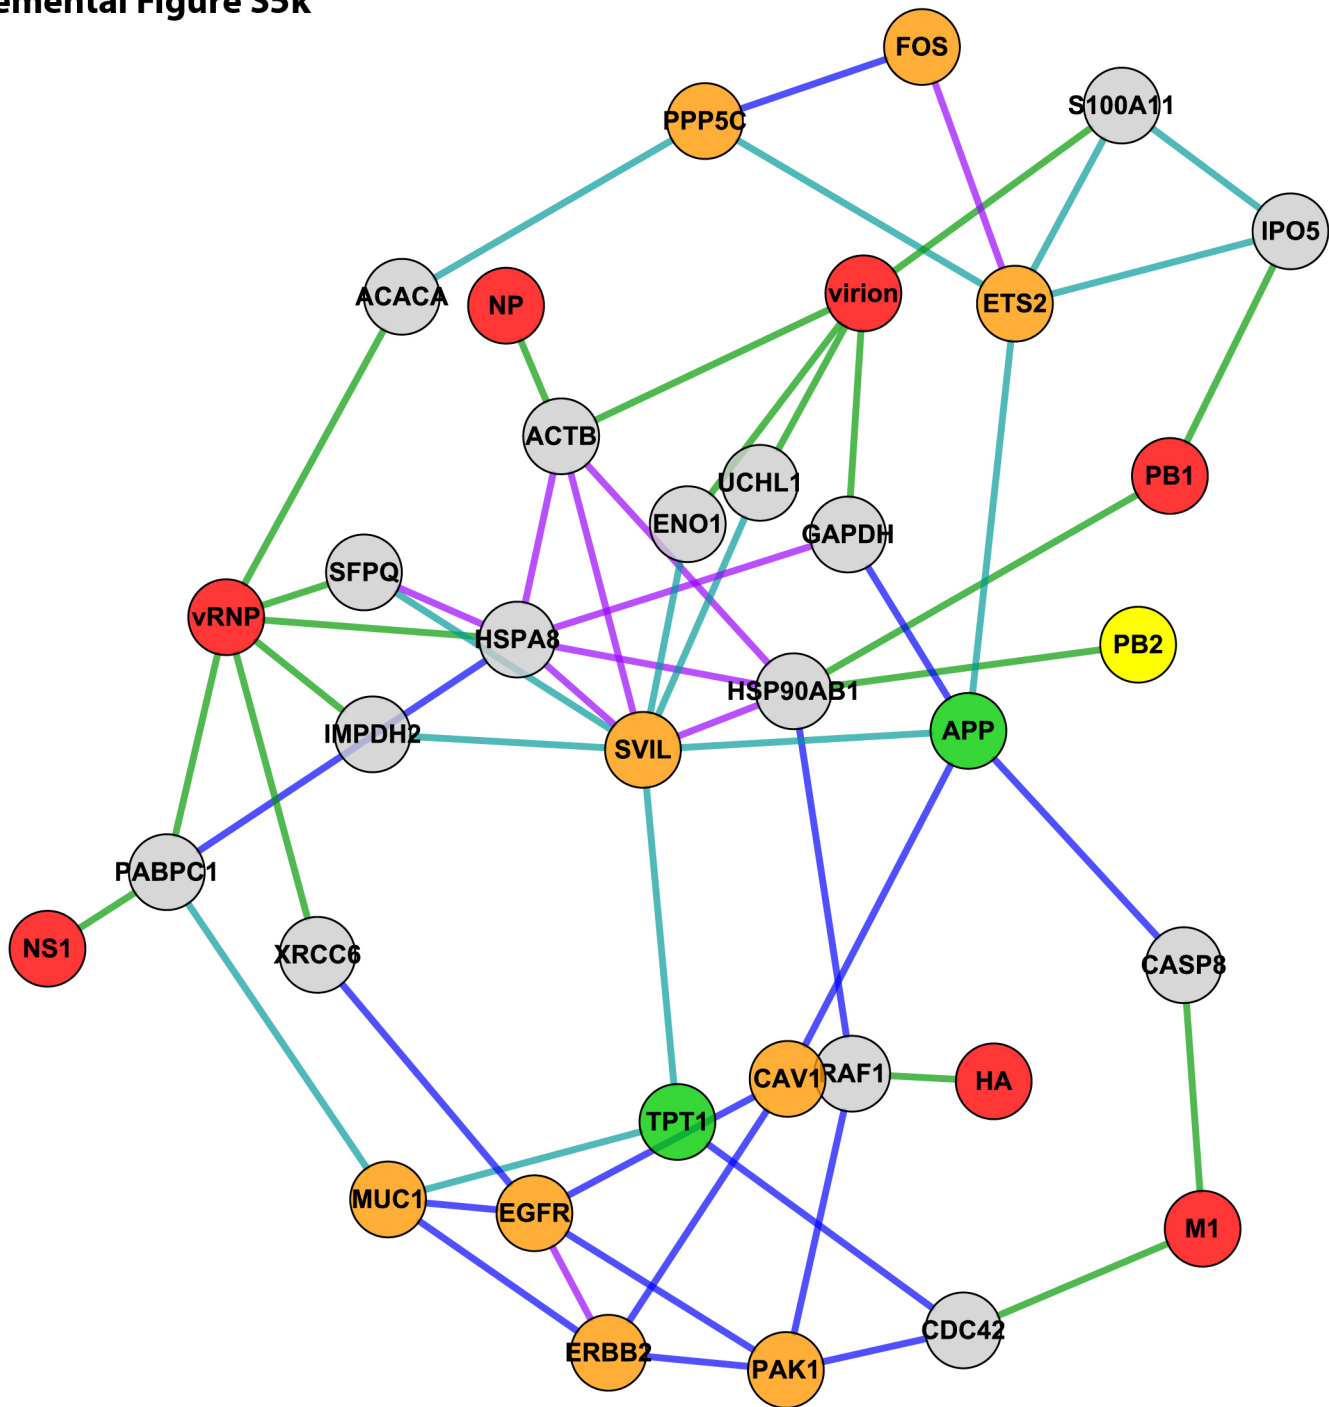 emental Figure S5k
FOS
S100A11
PPP5C
IPO5
virion
ACACA
NP
ETS2
ACTB
PB1
UCHL1
ENO1
GAPDH
SFPQ
vRNP
HSPA8
PB2
HSP90AB1
APP
IMPDH2
SVIL
PABPC1
NS1
XRCC6
CASP8
RAF1
CAV1
HA
TPT1
MUC1
EGFR
M1
CDC42
ERBB2
PAK1